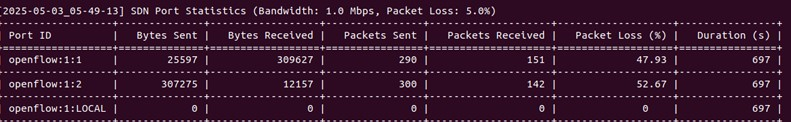 [2025-05-03_05-49-13] SDN Port Statistics (Bandwidth: 1.0 Mbps, Packet Loss: 5.0%)
+------------------+--------------+------------------+----------------+--------------------+-------------------+----------------+
| Port ID | Bytes Sent | Bytes Received | Packets Sent | Packets Received | Packet Loss (%) | Duration (s) |
+==================+==============+==================+================+====================+===================+================+
| openflow:1:1 | 25597 | 309627 | 290 | 151 | 47.93 | 697 |
+------------------+--------------+------------------+----------------+--------------------+-------------------+----------------+
| openflow:1:2 | 307275 | 12157 | 300 | 142 | 52.67 | 697 |
+------------------+--------------+------------------+----------------+--------------------+-------------------+----------------+
| openflow:1:LOCAL | 0 | 0 | 0 | 0 | 0 | 697 |
+------------------+--------------+------------------+----------------+--------------------+-------------------+----------------+